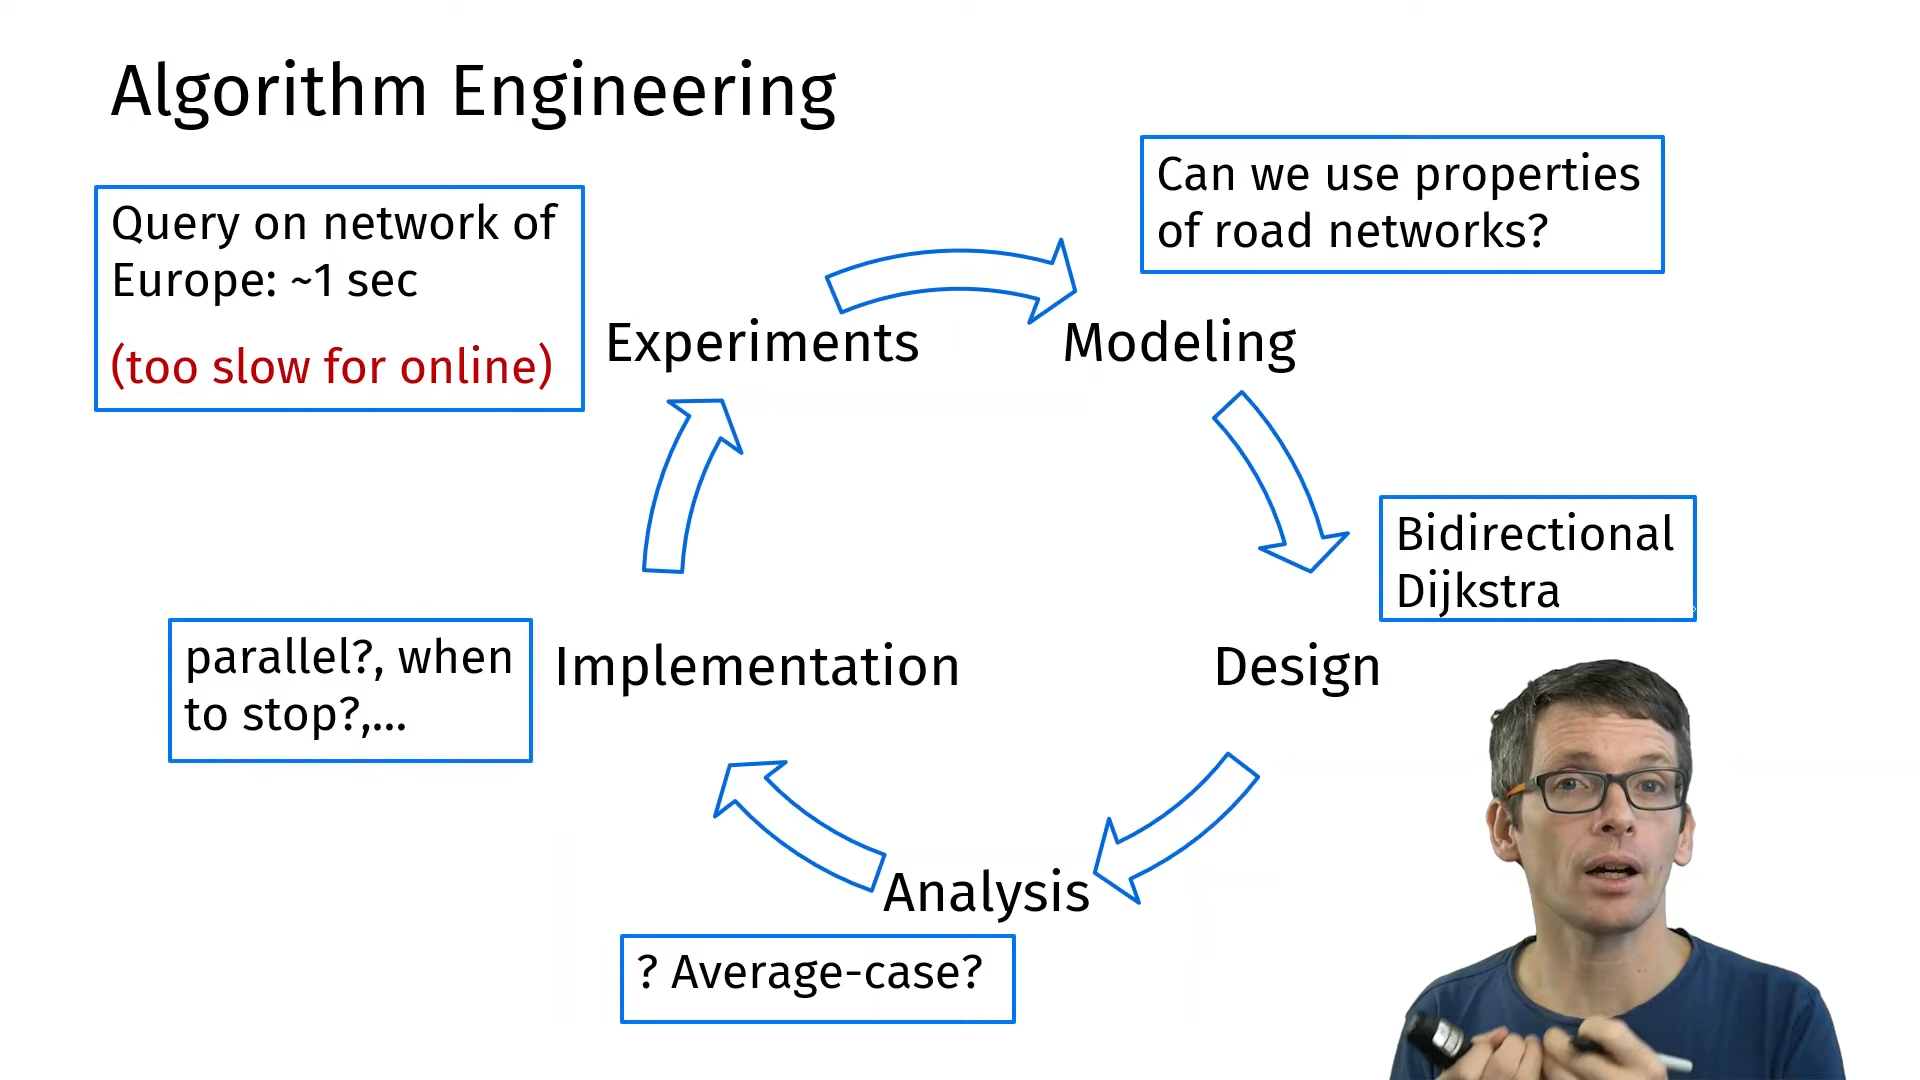 Algorithm Engineering
Can we use properties
of road networks?
Query on network of
Europe: ~1 sec
(too slow for online)
Experiments
Modeling
Bidirectional
Dijkstra
parallel?, when
to stop?,...
Implementation
Design
Analysis
? Average-case?